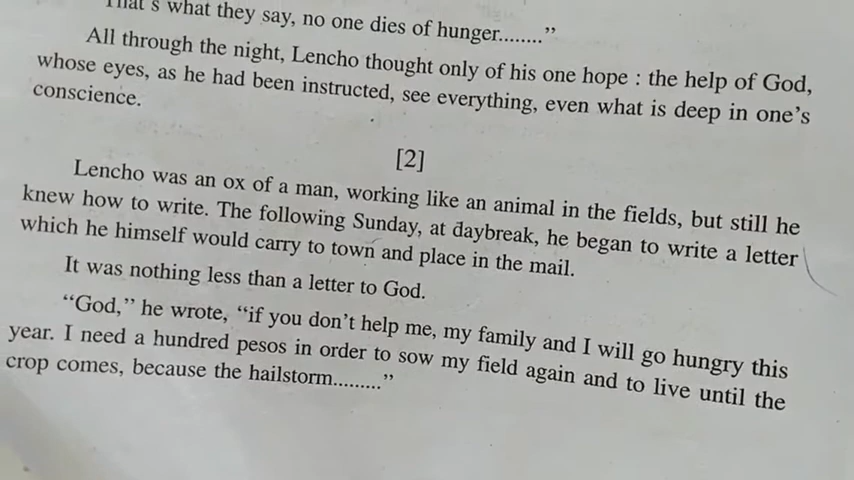 That's what they say, no one dies of hunger........”
All through the night, Lencho thought only of his one hope : the help of God,
whose eyes, as he had been instructed, see everything, even what is deep in one's
conscience.
[2]
Lencho was an ox of a man, working like an animal in the fields, but still he
knew how to write. The following Sunday, at daybreak, he began to write a letter
which he himself would carry to town and place in the mail.
It was nothing less than a letter to God.
“God,” he wrote, “if you don't help me, my family and I will go hungry this
year. I need a hundred pesos in order to sow my field again and to live until the
crop comes, because the hailstorm.........”